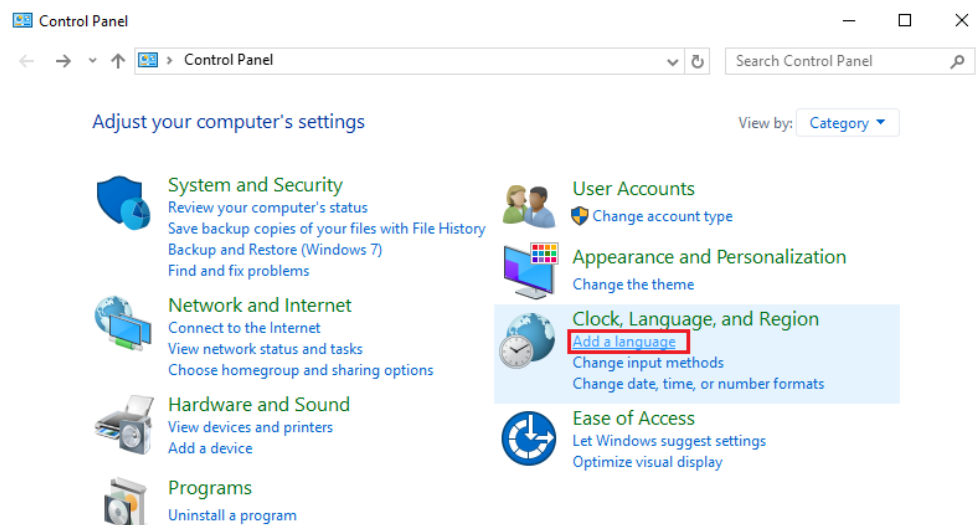 Control Panel
Control Panel
Search Control Panel
Adjust your computer's settings
View by: Category
System and Security
Review your computer's status
Save backup copies of your files with File History
Backup and Restore (Windows 7)
Find and fix problems
Network and Internet
Connect to the Internet
View network status and tasks
Choose homegroup and sharing options
Hardware and Sound
View devices and printers
Add a device
Programs
Uninstall a program
User Accounts
Change account type
Appearance and Personalization
Change the theme
Clock, Language, and Region
Add a language
Change input methods
Change date, time, or number formats
Ease of Access
Let Windows suggest settings
Optimize visual display